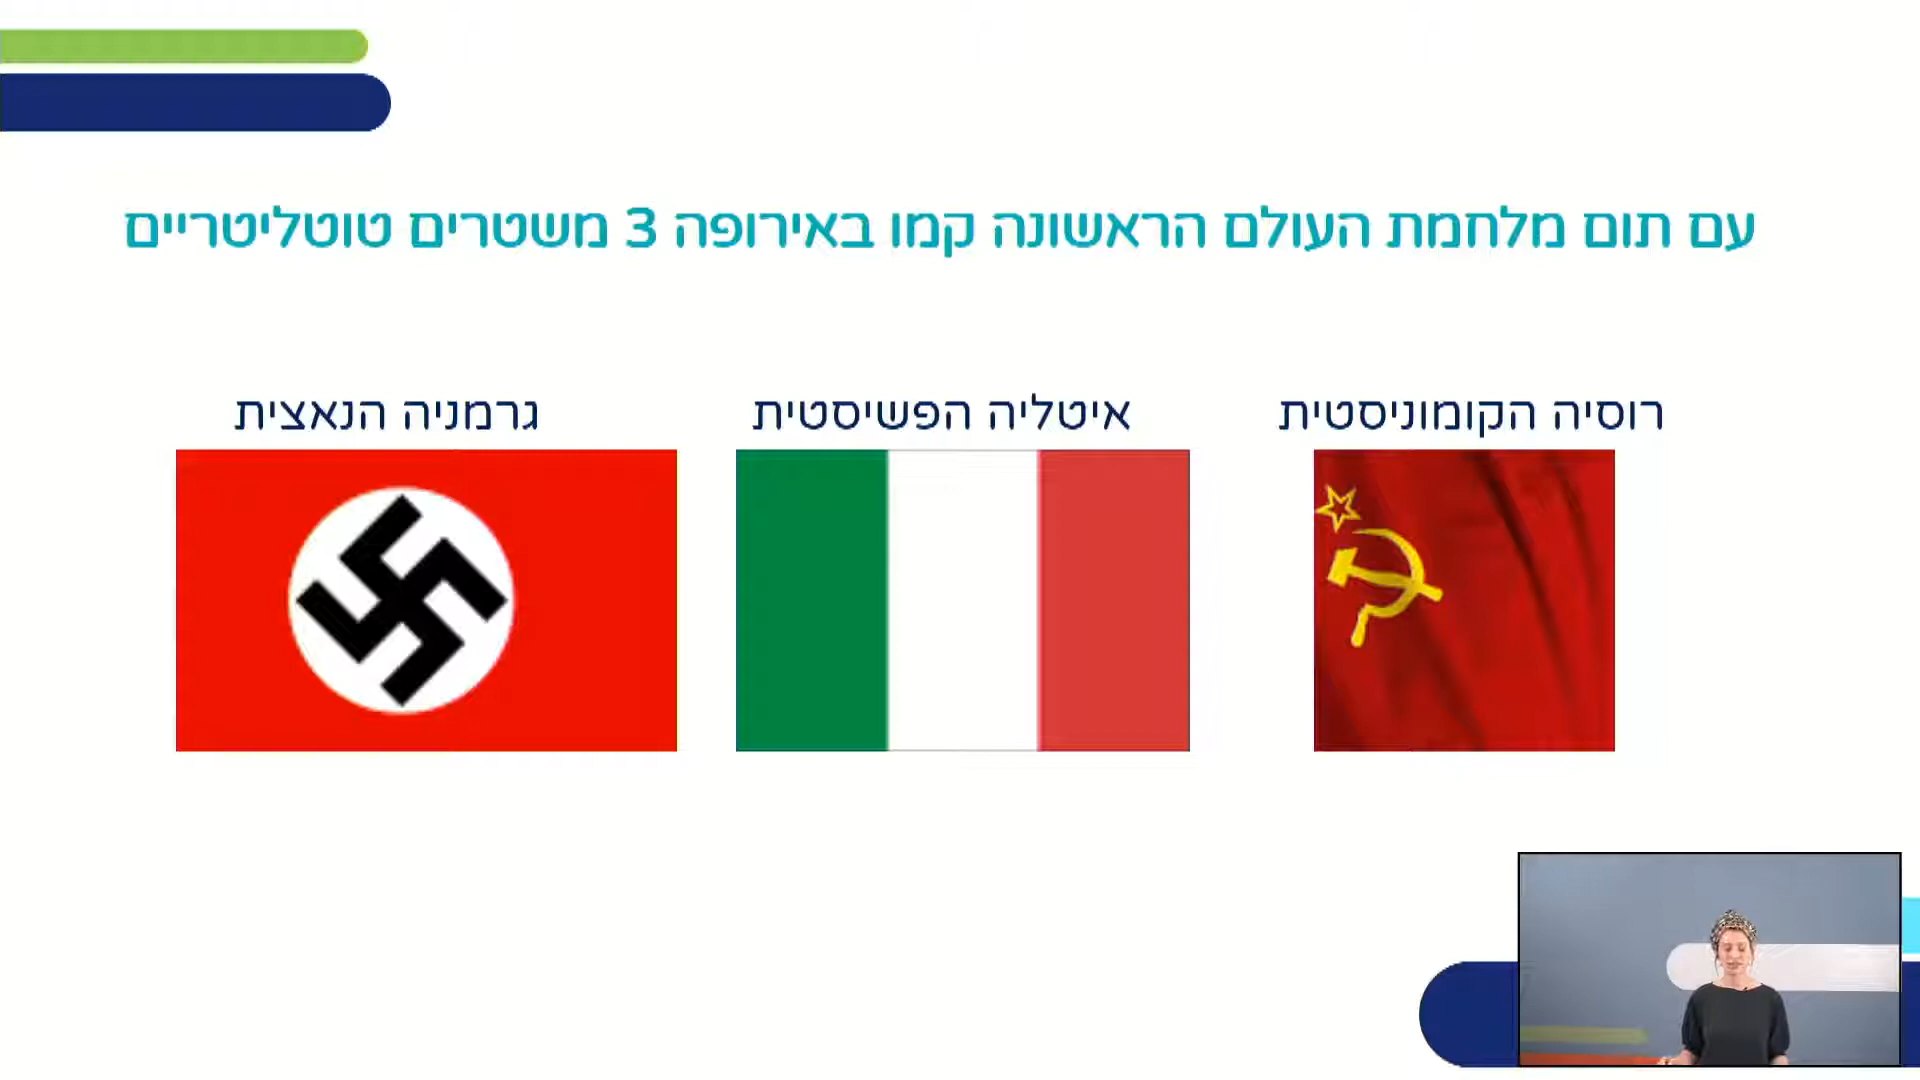 עם תום מלחמת העולם הראשונה קמו באירופה 3 משטרים טוטליטריים
רוסיה הקומוניסטית
איטליה הפשיסטית
גרמניה הנאצית